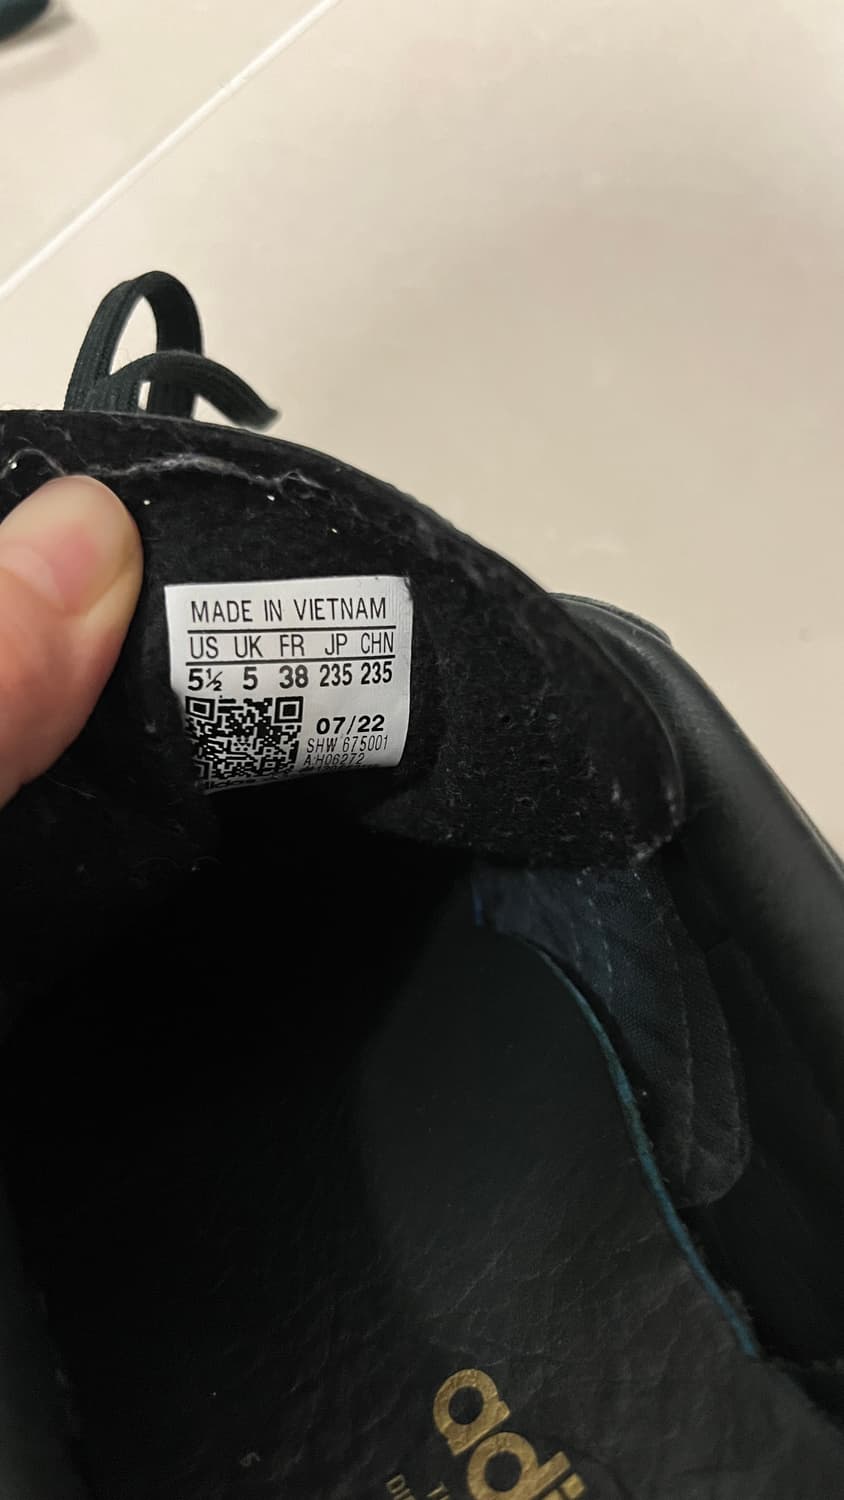 MADE IN VIETNAM
US UK FR JP CHN
5½ 5 38 235 235
07/22
SHW 675001
A:H06272
adi